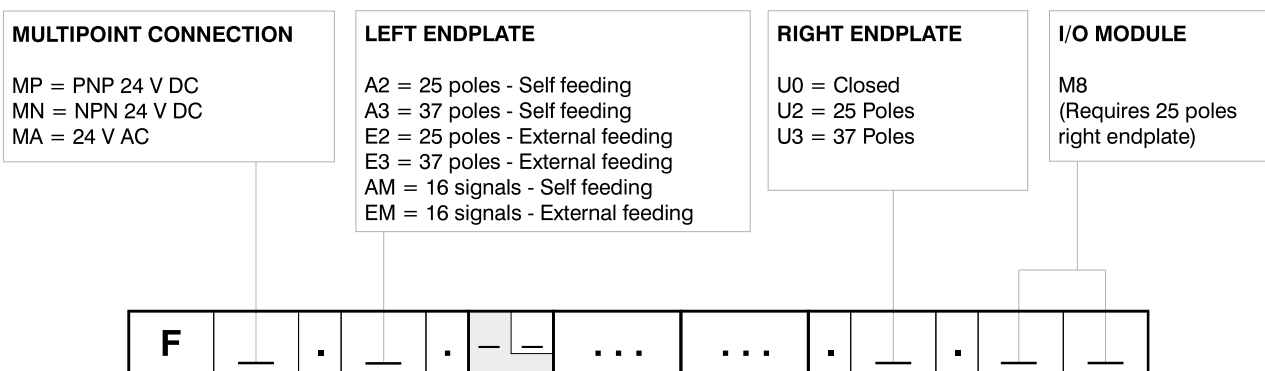 MULTIPOINT CONNECTION
MP = PNP 24 V DC
MN = NPN 24 V DC
MA = 24 V AC
LEFT ENDPLATE
A2 = 25 poles - Self feeding
A3 = 37 poles - Self feeding
E2 = 25 poles - External feeding
E3 = 37 poles - External feeding
AM = 16 signals - Self feeding
EM = 16 signals - External feeding
RIGHT ENDPLATE
U0 = Closed
U2 = 25 Poles
U3 = 37 Poles
I/O MODULE
M8
(Requires 25 poles
right endplate)
F _ . _ . _ _ ... ... . _ . _ _